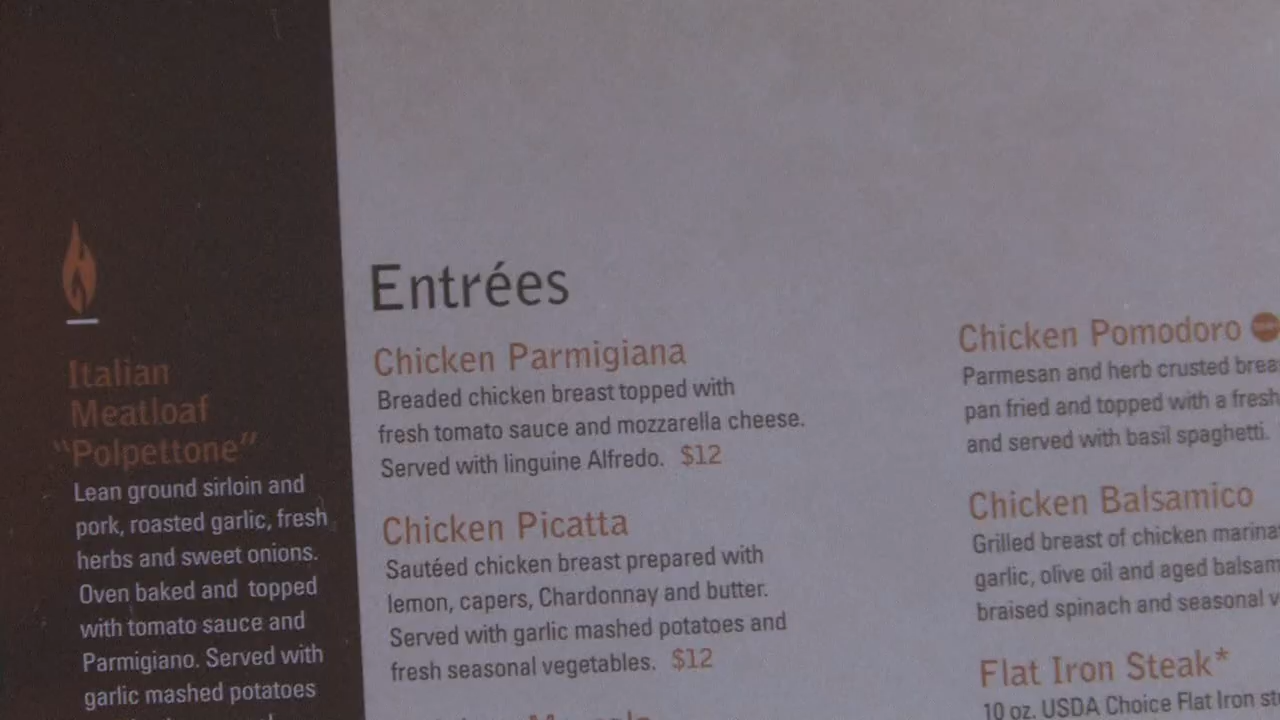 Italian
Meatloaf
"Polpettone"
Lean ground sirloin and
pork, roasted garlic, fresh
herbs and sweet onions.
Oven baked and topped
with tomato sauce and
Parmigiano. Served with
garlic mashed potatoes
Entrées
Chicken Parmigiana
Breaded chicken breast topped with
fresh tomato sauce and mozzarella cheese.
Served with linguine Alfredo. $12
Chicken Picatta
Sautéed chicken breast prepared with
lemon, capers, Chardonnay and butter.
Served with garlic mashed potatoes and
fresh seasonal vegetables. $12
Chicken Pomodoro
Parmesan and herb crusted brea
pan fried and topped with a fresh
and served with basil spaghetti.
Chicken Balsamico
Grilled breast of chicken marina
garlic, olive oil and aged balsam
braised spinach and seasonal v
Flat Iron Steak*
10 oz. USDA Choice Flat Iron st